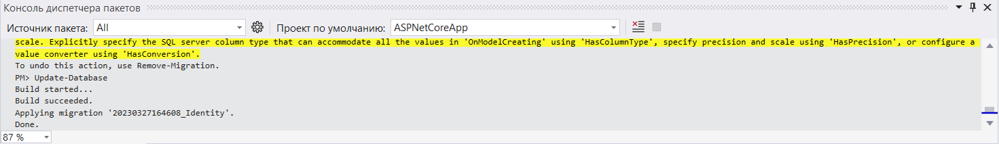 Консоль диспетчера пакетов
Источник пакета: All Проект по умолчанию: ASPNetCoreApp
scale. Explicitly specify the SQL server column type that can accommodate all the values in 'OnModelCreating' using 'HasColumnType', specify precision and scale using 'HasPrecision', or configure a
value converter using 'HasConversion'.
To undo this action, use Remove-Migration.
PM> Update-Database
Build started...
Build succeeded.
Applying migration '20230327164608_Identity'.
Done.
87 %